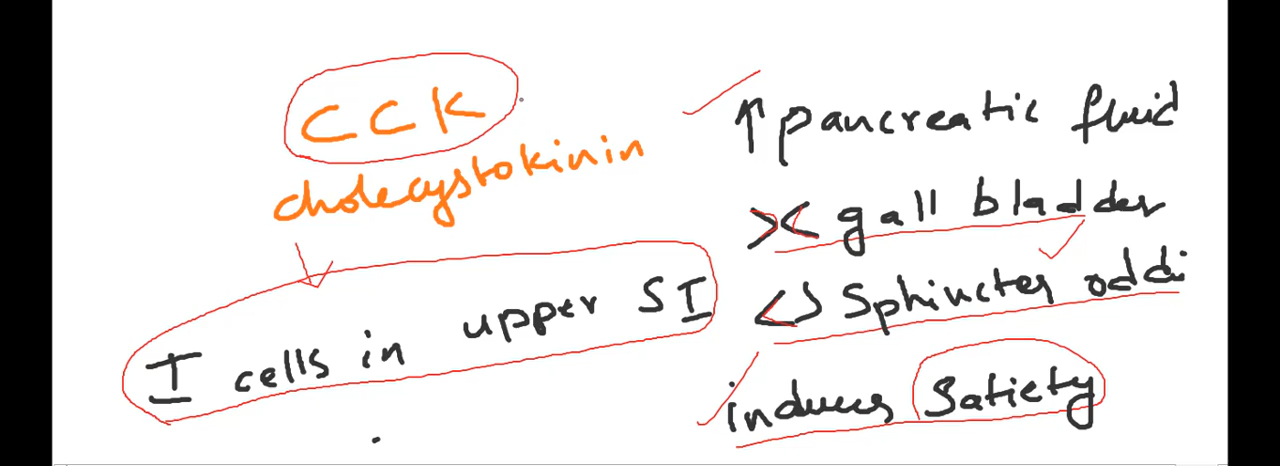 CCK
cholecystokinin
I cells in upper SI
↑ pancreatic fluid
>< gall bladder
<> Sphincter oddi
induces Satiety